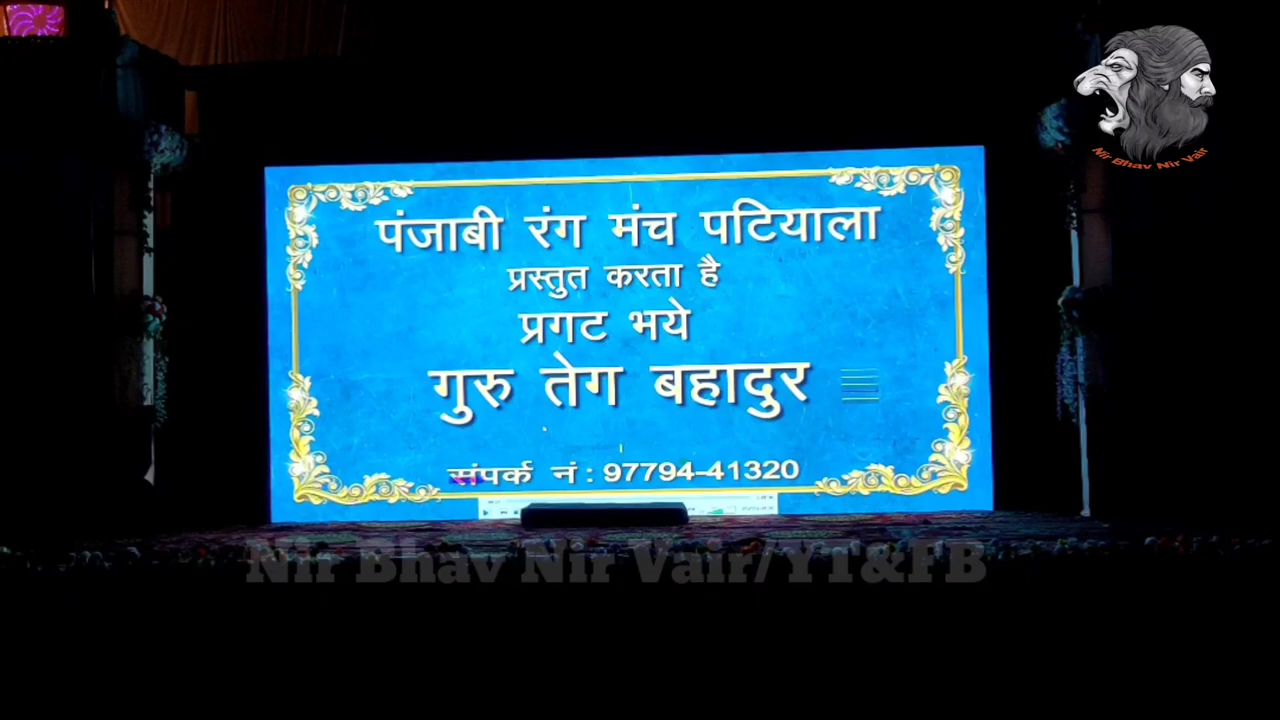 Nir Bhav Nir Vair
पंजाबी रंग मंच पटियाला
प्रस्तुत करता है
प्रगट भये
गुरु तेग बहादुर
संपर्क नं : 97794-41320
Nir Bhav Nir Vair/YT&FB